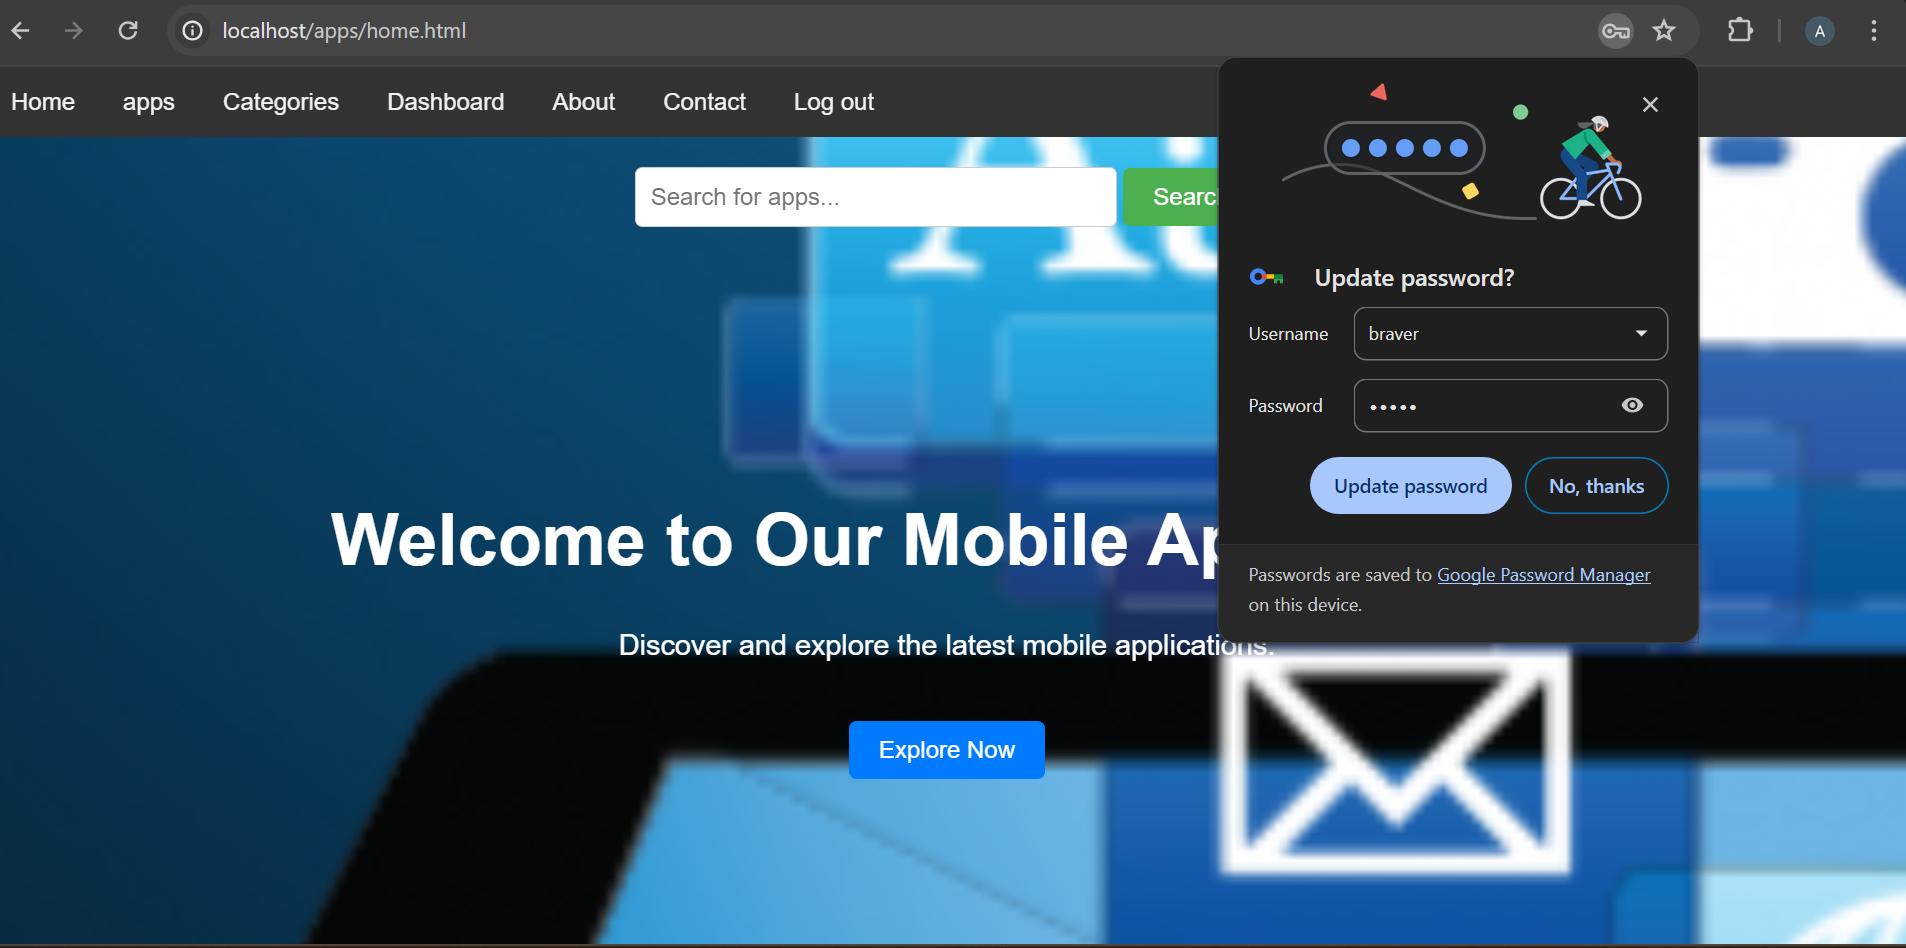 localhost/apps/home.html
A
Home apps Categories Dashboard About Contact Log out
Search for apps...
Searc
Welcome to Our Mobile Ap
Discover and explore the latest mobile applications.
Explore Now
Update password?
Username braver
Password •••••
Update password No, thanks
Passwords are saved to Google Password Manager
on this device.